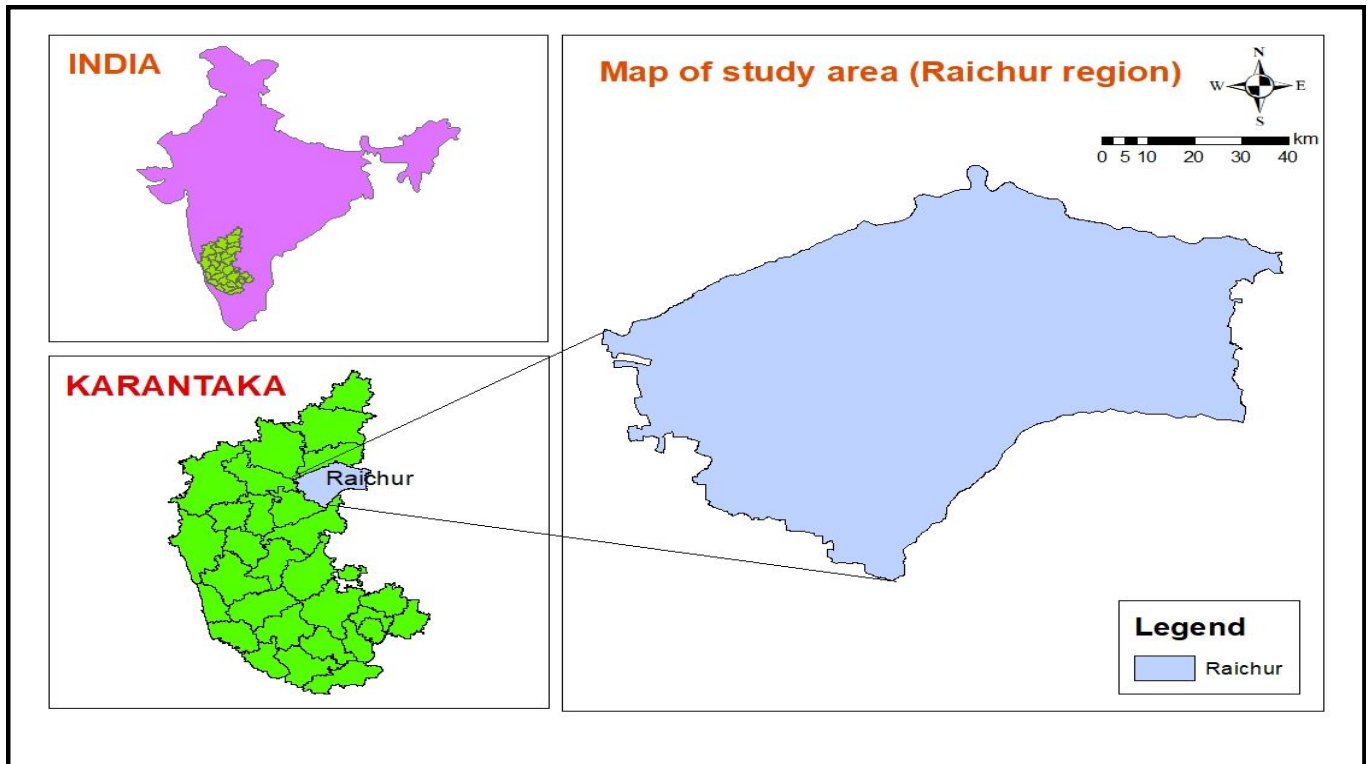 INDIA
Map of study area (Raichur region)
N
W E
S
km
0 5 10 20 30 40
KARANTAKA
Raichur
Legend
Raichur